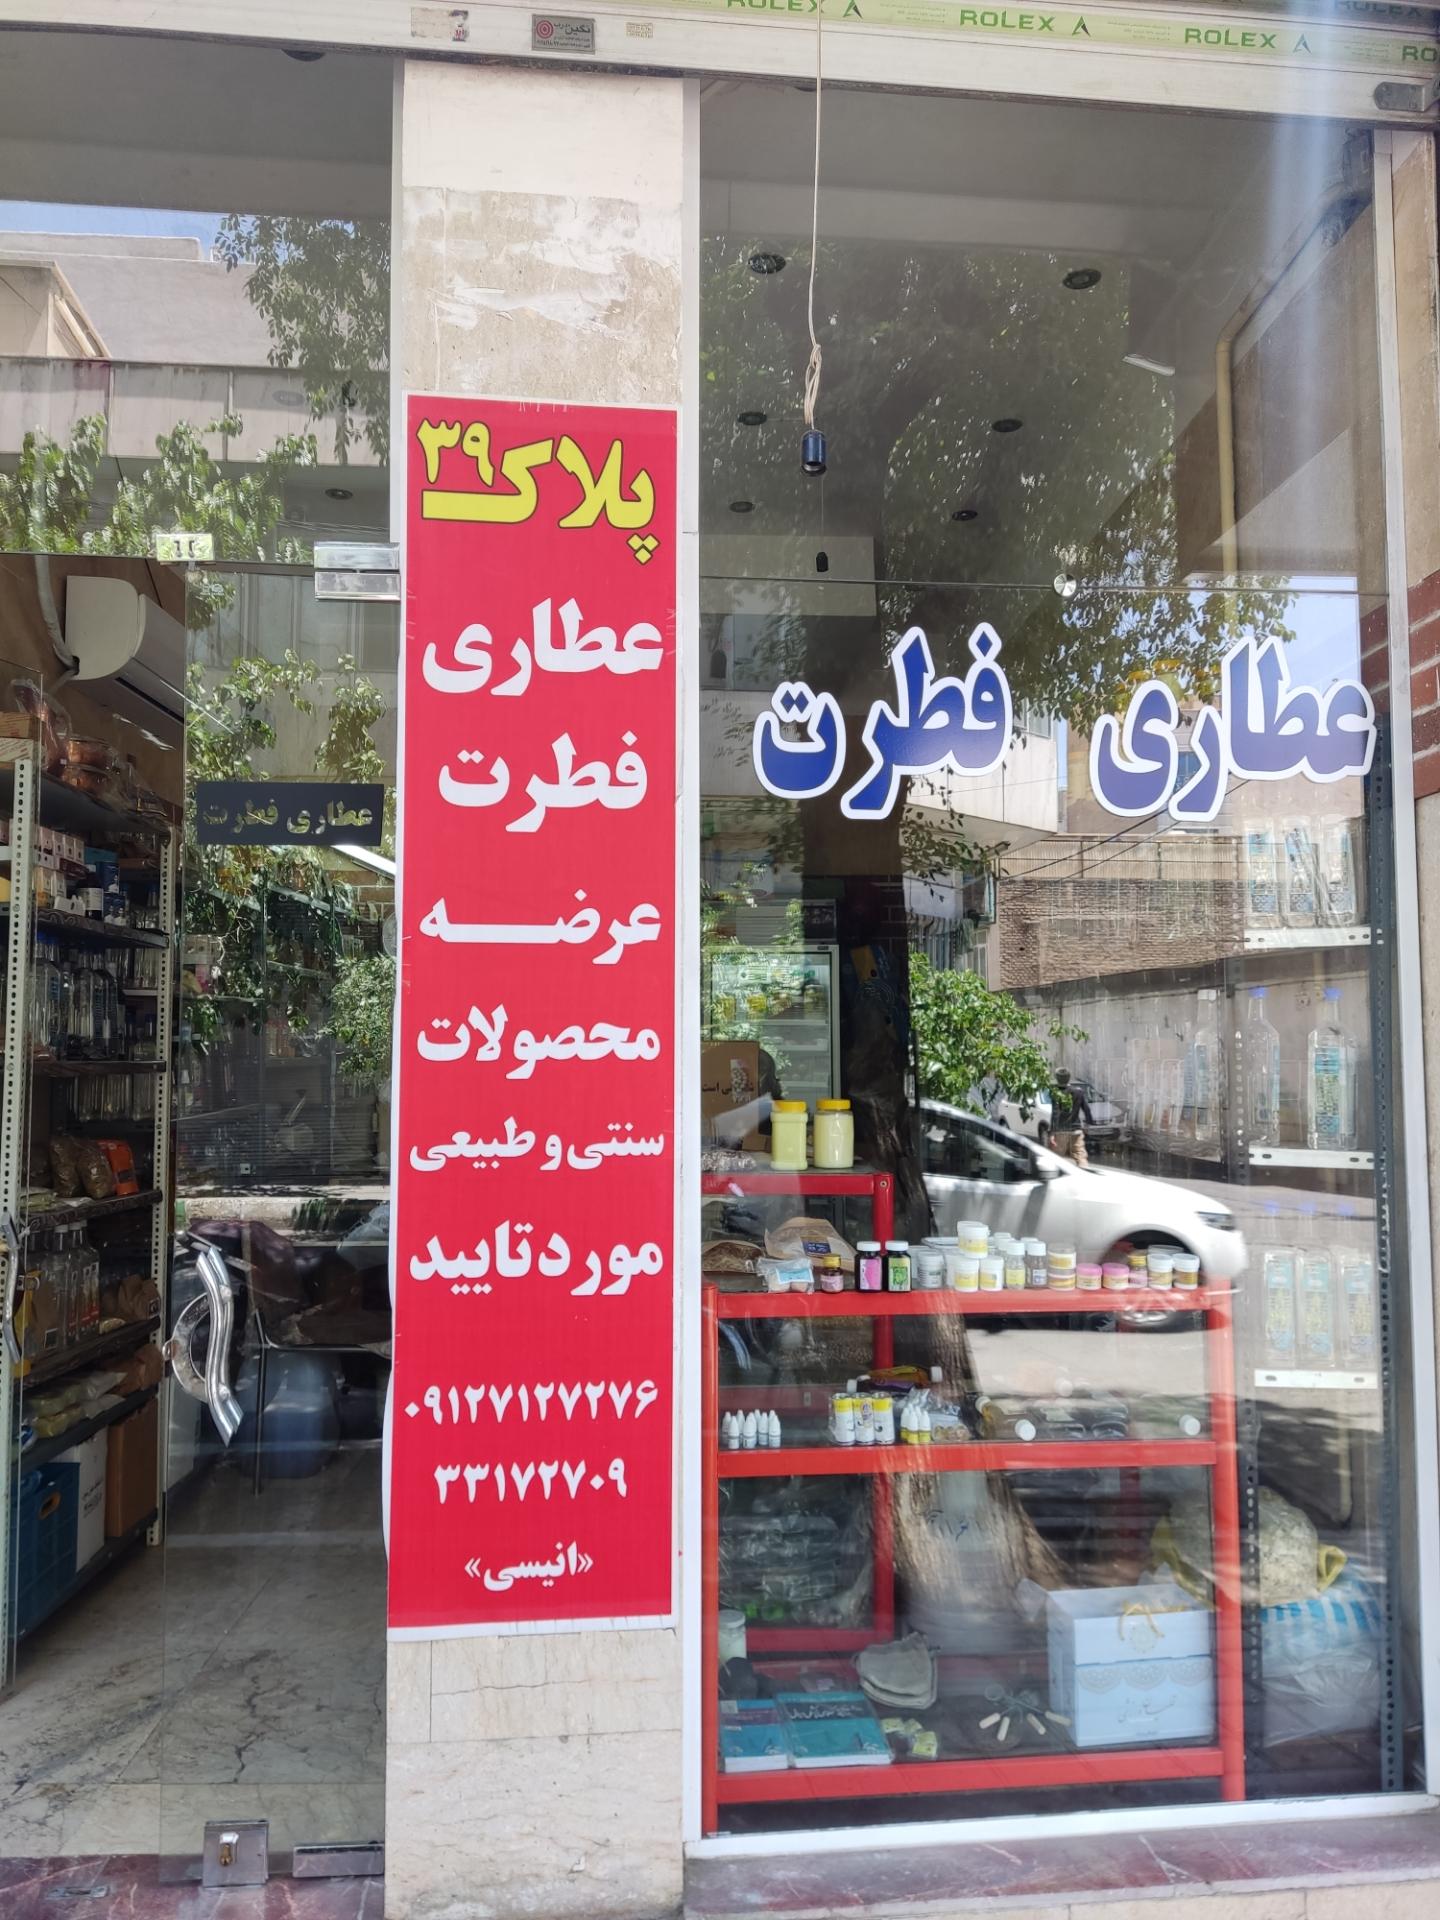 ROLEX
ROLEX
ROLEX
پلاک ۳۹
عطاری
فطرت
عرضه
محصولات
سنتی و طبیعی
مورد تایید
۰۹۱۲۷۱۲۷۲۷۶
۳۳۱۷۲۷۰۹
«انیسی»
عطاری فطرت
عطاری فطرت